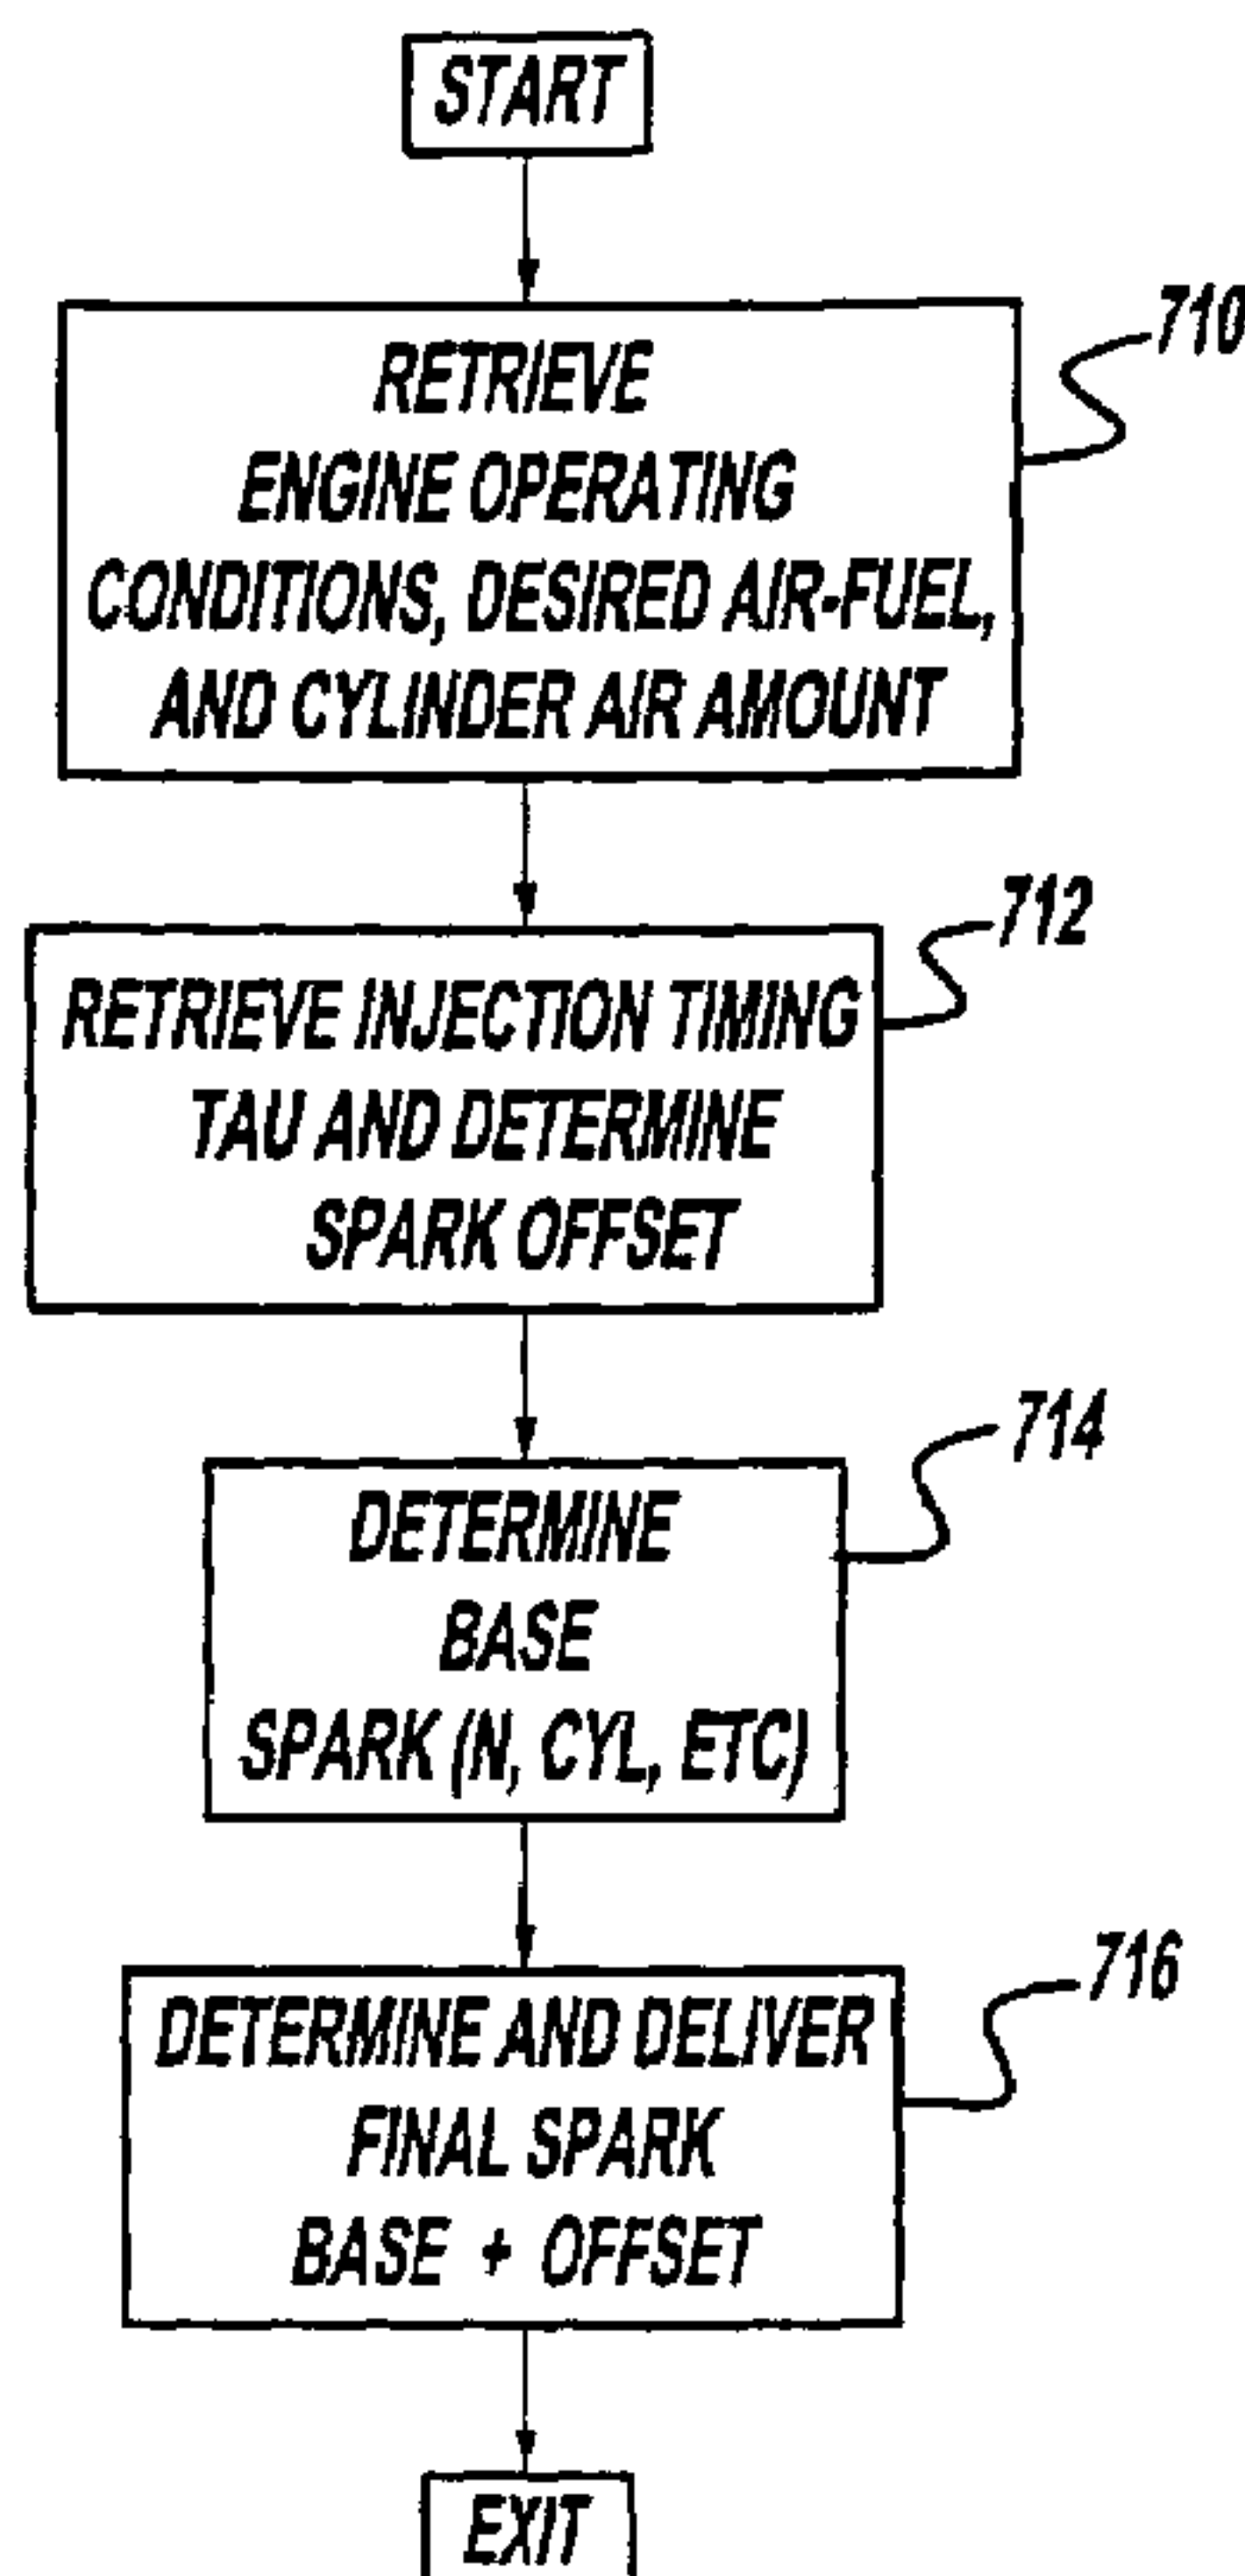 START
710
RETRIEVE
ENGINE OPERATING
CONDITIONS, DESIRED AIR-FUEL,
AND CYLINDER AIR AMOUNT
712
RETRIEVE INJECTION TIMING
TAU AND DETERMINE
SPARK OFFSET
714
DETERMINE
BASE
SPARK (N, CYL, ETC)
716
DETERMINE AND DELIVER
FINAL SPARK
BASE + OFFSET
EXIT